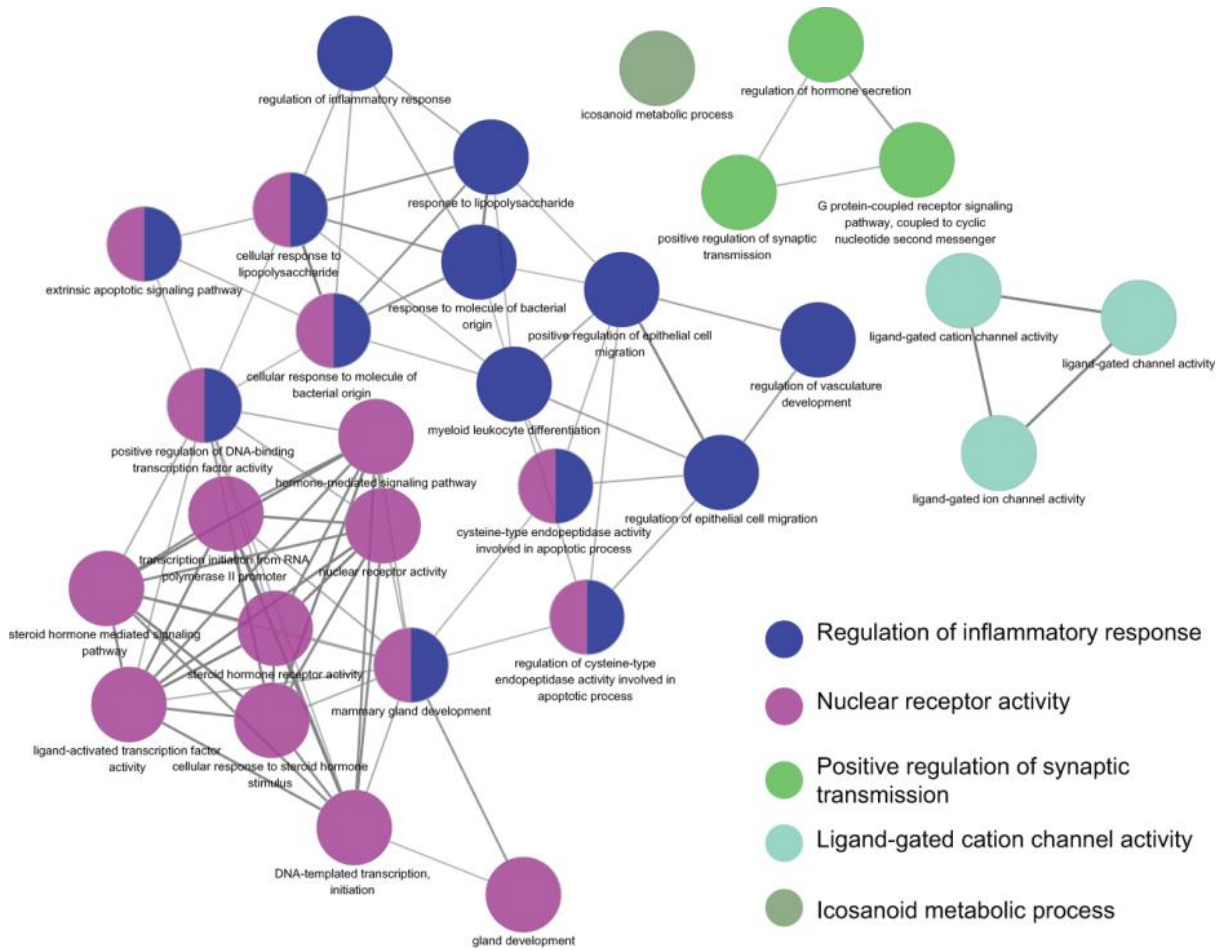 regulation of inflammatory response
icosanoid metabolic process
regulation of hormone secretion
response to lipopolysaccharide
G protein-coupled receptor signaling
pathway, coupled to cyclic
nucleotide second messenger
positive regulation of synaptic
transmission
cellular response to
lipopolysaccharide
extrinsic apoptotic signaling pathway
response to molecule of bacterial
origin
positive regulation of epithelial cell
migration
ligand-gated cation channel activity
ligand-gated channel activity
cellular response to molecule of
bacterial origin
regulation of vasculature
development
myeloid leukocyte differentiation
positive regulation of DNA-binding
transcription factor activity
hormone-mediated signaling pathway
ligand-gated ion channel activity
cysteine-type endopeptidase activity
involved in apoptotic process
regulation of epithelial cell migration
transcription initiation from RNA
polymerase II promoter
nuclear receptor activity
steroid hormone mediated signaling
pathway
steroid hormone receptor activity
regulation of cysteine-type
endopeptidase activity involved in
apoptotic process
mammary gland development
ligand-activated transcription factor
activity
cellular response to steroid hormone
stimulus
DNA-templated transcription,
initiation
gland development
Regulation of inflammatory response
Nuclear receptor activity
Positive regulation of synaptic
transmission
Ligand-gated cation channel activity
Icosanoid metabolic process